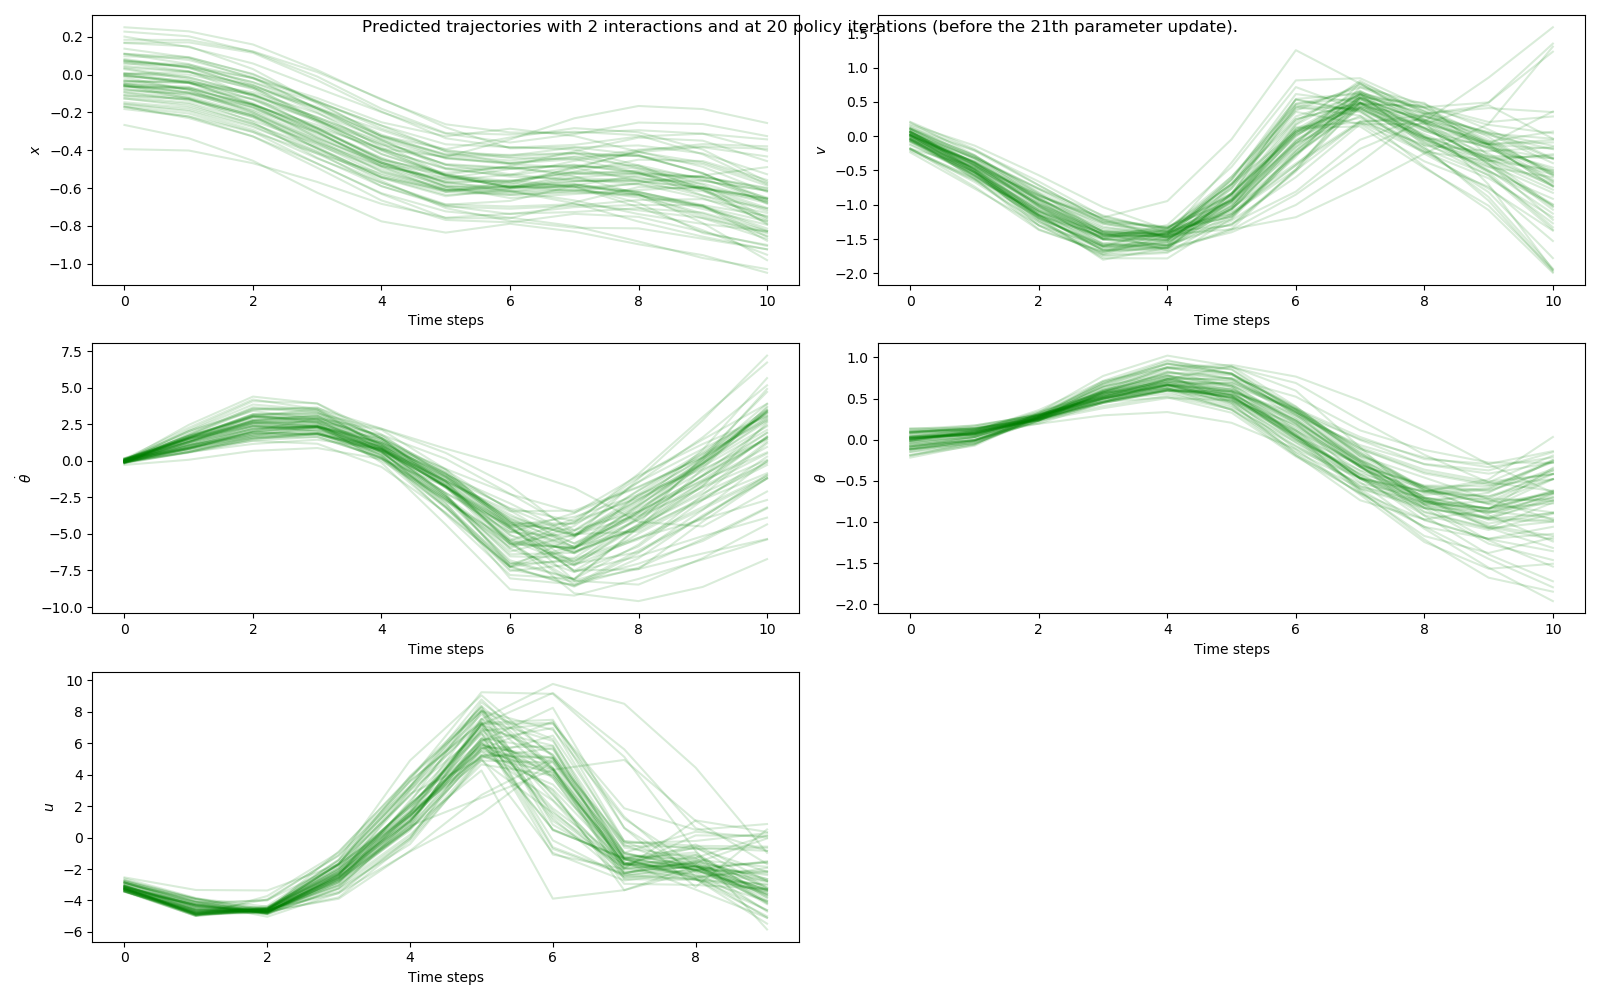 Predicted trajectories with 2 interactions and at 20 policy iterations (before the 21th parameter update).
0.2
0.0
−0.2
−0.4
−0.6
−0.8
−1.0
x
0 2 4 6 8 10
Time steps
1.5
1.0
0.5
0.0
−0.5
−1.0
−1.5
−2.0
v
0 2 4 6 8 10
Time steps
7.5
5.0
2.5
0.0
−2.5
−5.0
−7.5
−10.0
θ̇
0 2 4 6 8 10
Time steps
1.0
0.5
0.0
−0.5
−1.0
−1.5
−2.0
θ
0 2 4 6 8 10
Time steps
10
8
6
4
2
0
−2
−4
−6
u
0 2 4 6 8
Time steps